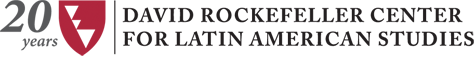 20
years
DAVID ROCKEFELLER CENTER
FOR LATIN AMERICAN STUDIES